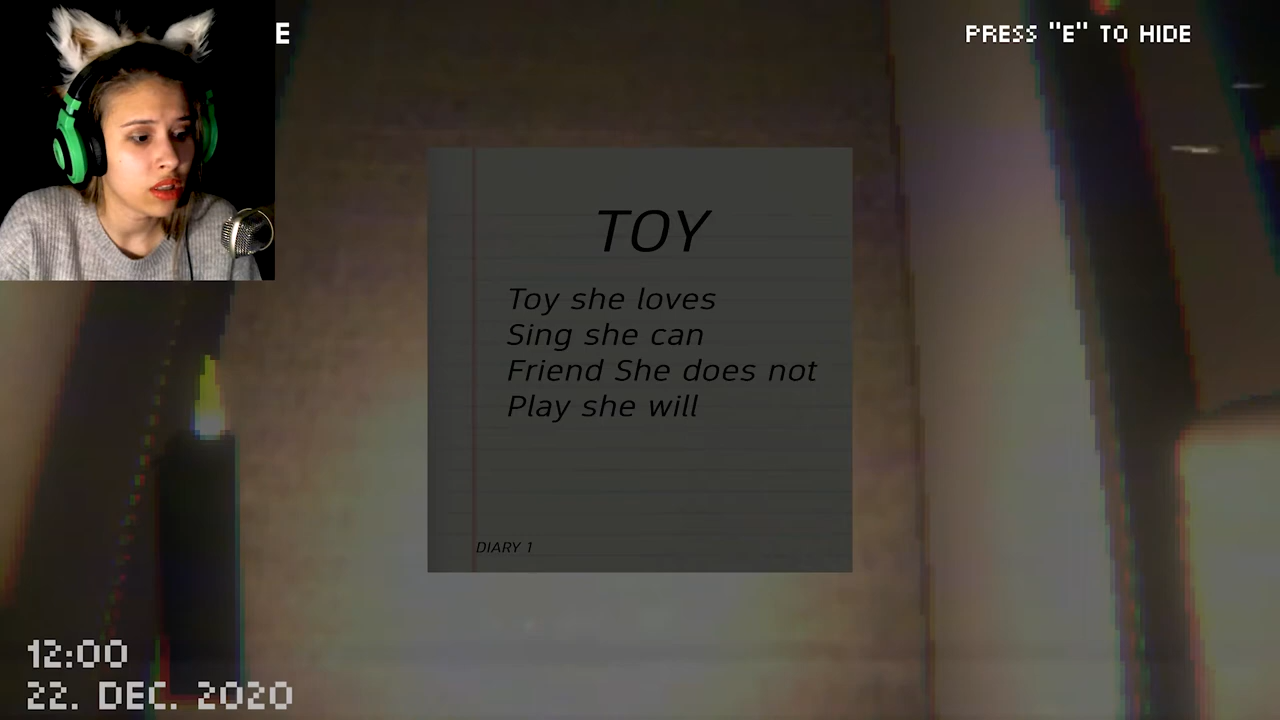 E
PRESS "E" TO HIDE
TOY
Toy she loves
Sing she can
Friend She does not
Play she will
DIARY 1
12:00
22. DEC. 2020